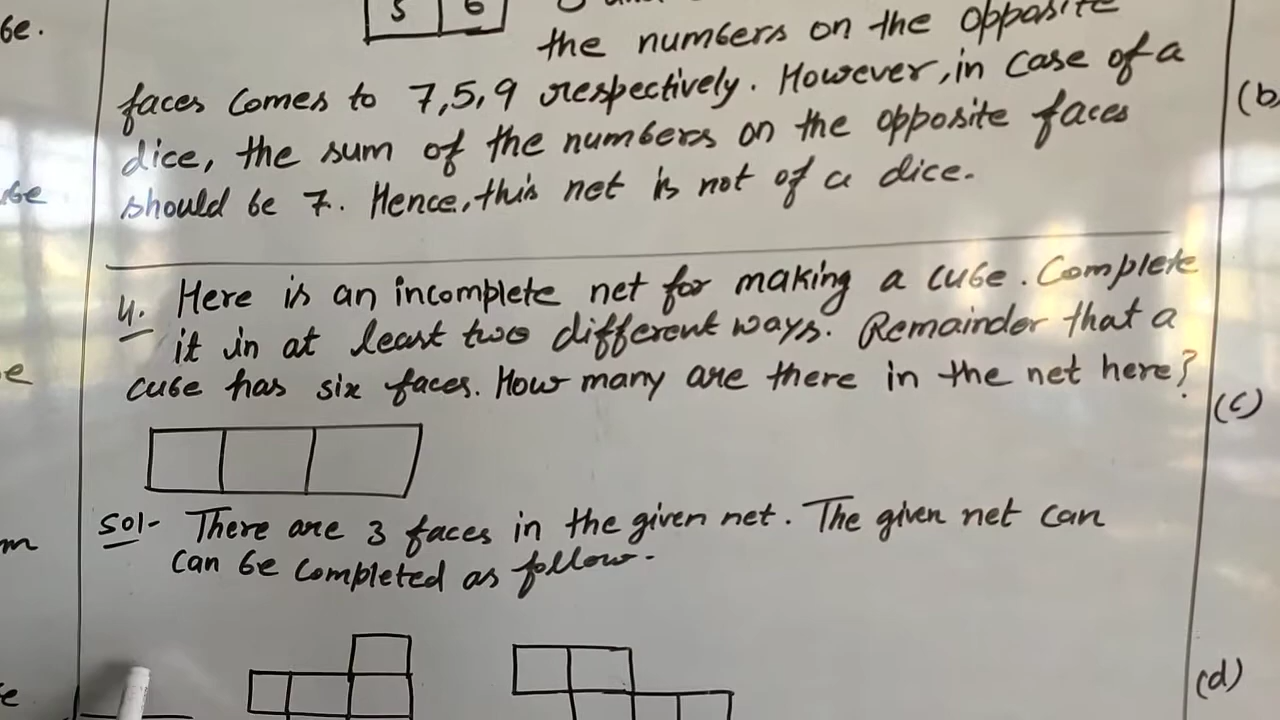 be.
5 6
the numbers on the opposite
faces comes to 7,5,9 respectively. However, in case of a
dice, the sum of the numbers on the opposite faces
should be 7. Hence, this net is not of a dice.
(b
be
4. Here is an incomplete net for making a cube. Complete
it in at least two different ways. Remainder that a
cube has six faces. How many are there in the net here?
e
(c)
Sol- There are 3 faces in the given net. The given net can
can be completed as follow-
m
(d)
e